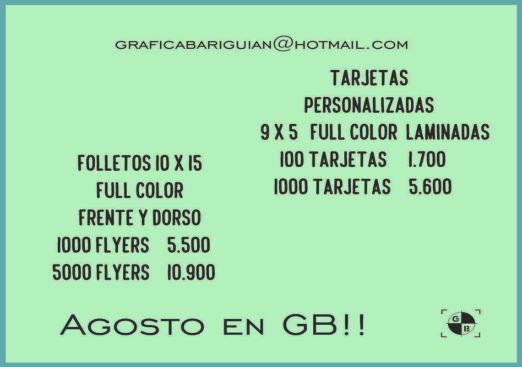 GRAFICABARIGUIAN@HOTMAIL.COM
TARJETAS
PERSONALIZADAS
9 X 5 FULL COLOR LAMINADAS
100 TARJETAS 1.700
1000 TARJETAS 5.600
FOLLETOS 10 X 15
FULL COLOR
FRENTE Y DORSO
1000 FLYERS 5.500
5000 FLYERS 10.900
AGOSTO EN GB!!
G
B